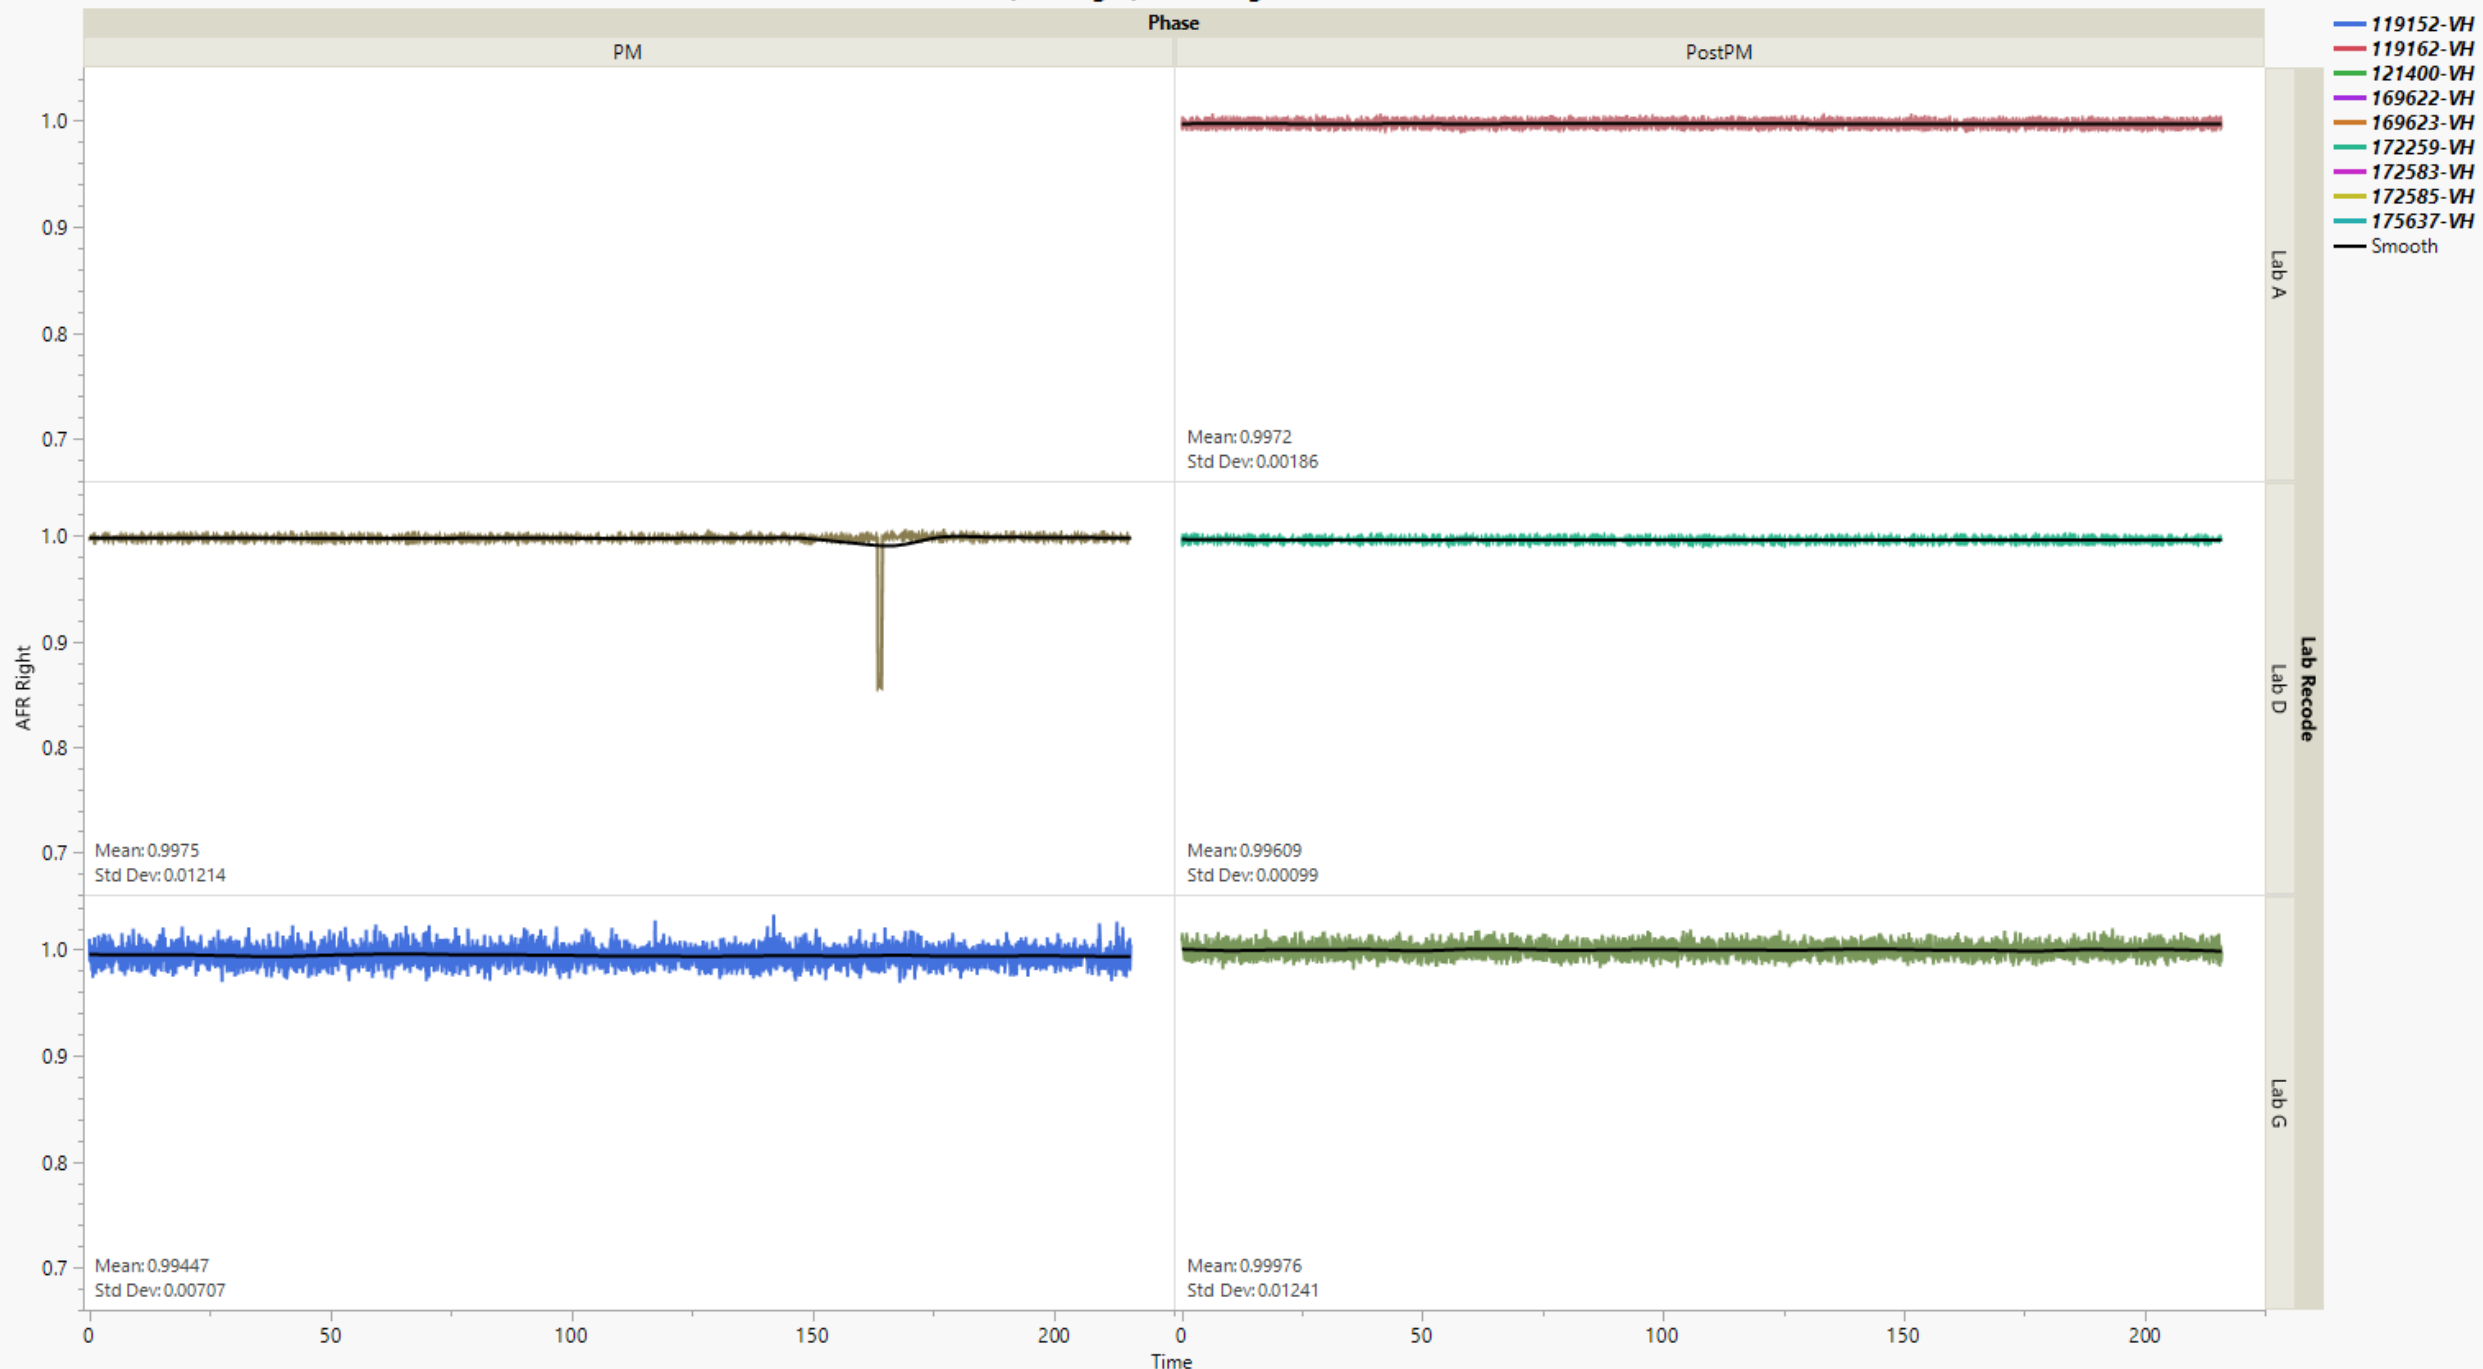 Phase
PM
PostPM
119152-VH
119162-VH
121400-VH
169622-VH
169623-VH
172259-VH
172583-VH
172585-VH
175637-VH
Smooth
1.0
0.9
0.8
0.7
Mean: 0.9972
Std Dev: 0.00186
Lab A
1.0
0.9
0.8
0.7
Mean: 0.9975
Std Dev: 0.01214
Mean: 0.99609
Std Dev: 0.00099
Lab D
1.0
0.9
0.8
0.7
Mean: 0.99447
Std Dev: 0.00707
Mean: 0.99976
Std Dev: 0.01241
Lab G
AFR Right
Lab Recode
0 50 100 150 200 0 50 100 150 200
Time